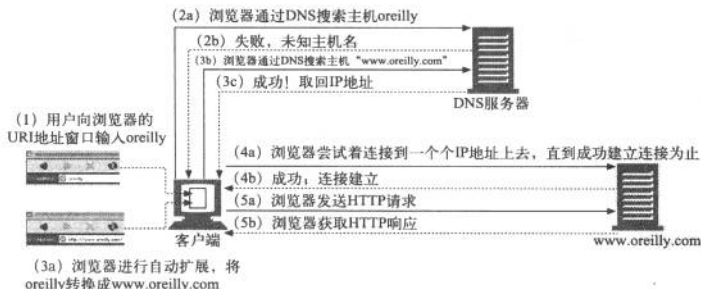 (2a) 浏览器通过DNS搜索主机oreilly
(2b) 失败，未知主机名
(3b) 浏览器通过DNS搜索主机“www.oreilly.com”
(3c) 成功！取回IP地址
DNS服务器
(1) 用户向浏览器的
URI地址窗口输入oreilly
(4a) 浏览器尝试着连接到一个个IP地址上去，直到成功建立连接为止
(4b) 成功；连接建立
(5a) 浏览器发送HTTP请求
(5b) 浏览器获取HTTP响应
客户端
www.oreilly.com
(3a) 浏览器进行自动扩展，将
oreilly转换成www.oreilly.com